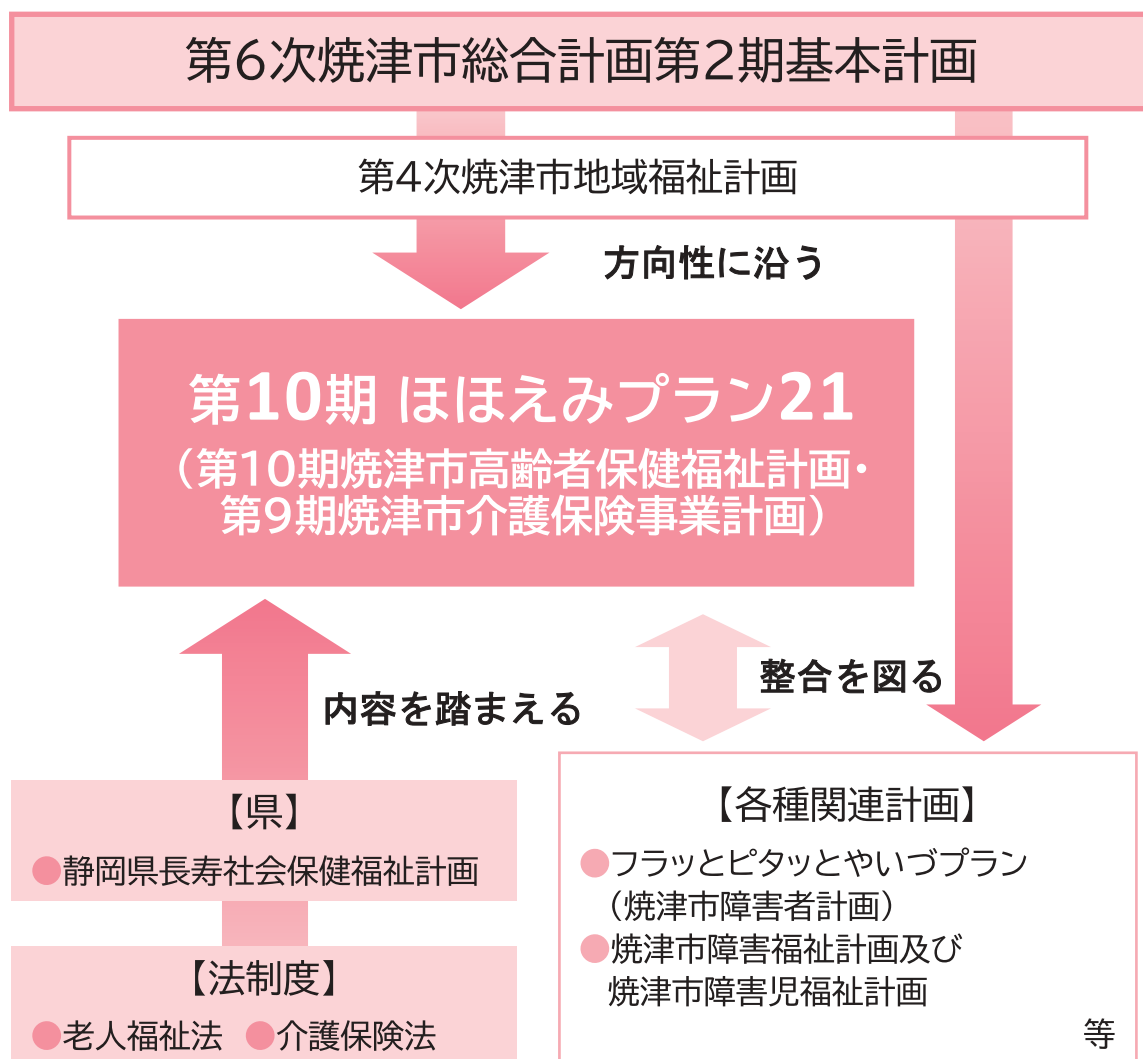 第6次焼津市総合計画第2期基本計画
第4次焼津市地域福祉計画
方向性に沿う
第10期 ほほえみプラン21
（第10期焼津市高齢者保健福祉計画・
第9期焼津市介護保険事業計画）
内容を踏まえる
整合を図る
【県】
●静岡県長寿社会保健福祉計画
【法制度】
●老人福祉法 ●介護保険法
【各種関連計画】
●フラッとピタッとやいづプラン
（焼津市障害者計画）
●焼津市障害福祉計画及び
焼津市障害児福祉計画
等